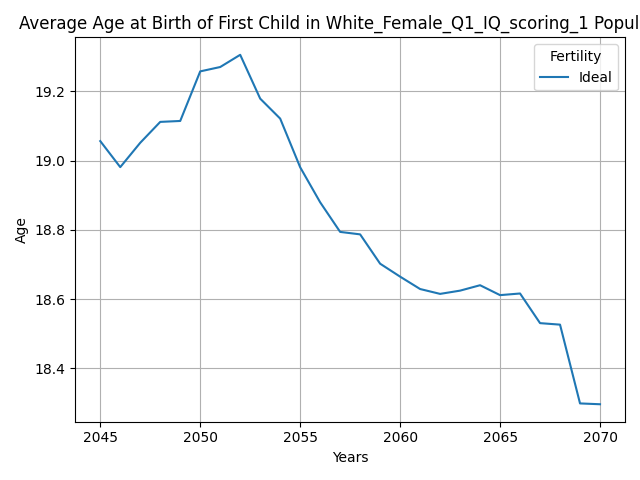 Average Age at Birth of First Child in White_Female_Q1_IQ_scoring_1 Popul
Fertility
Ideal
19.2
19.0
18.8
18.6
18.4
Age
2045 2050 2055 2060 2065 2070
Years